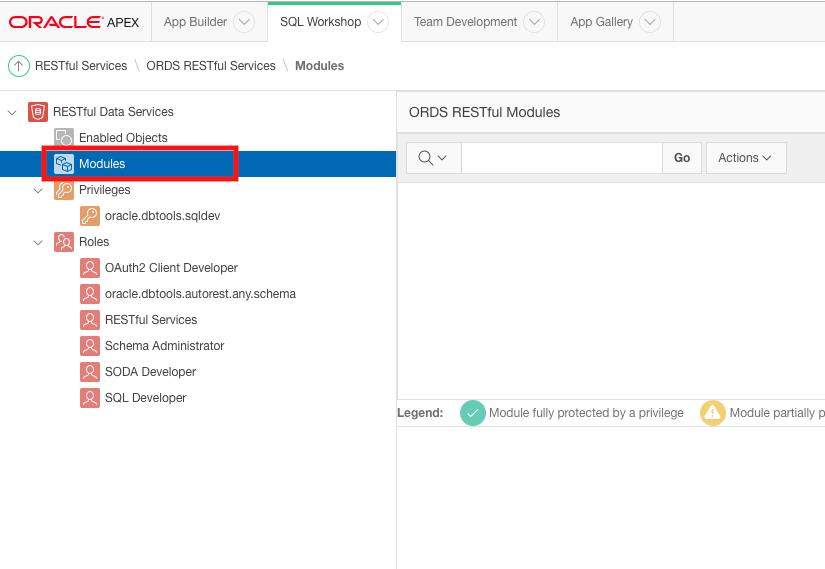 ORACLE APEX App Builder SQL Workshop Team Development App Gallery
RESTful Services \ ORDS RESTful Services \ Modules
RESTful Data Services
Enabled Objects
Modules
Privileges
oracle.dbtools.sqldev
Roles
OAuth2 Client Developer
oracle.dbtools.autorest.any.schema
RESTful Services
Schema Administrator
SODA Developer
SQL Developer
ORDS RESTful Modules
Go Actions
Legend: Module fully protected by a privilege Module partially p